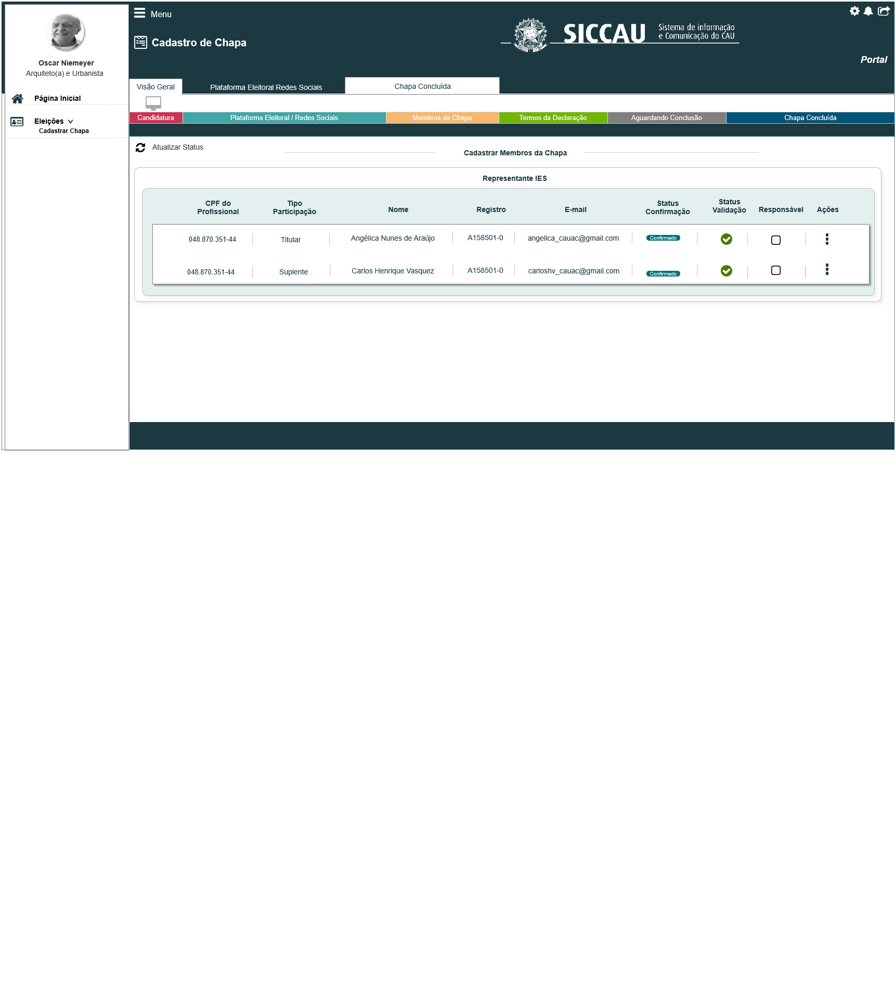 Menu
SICCAU
Sistema de informação
e Comunicação do CAU
Cadastro de Chapa
Portal
Oscar Niemeyer
Arquiteto(a) e Urbanista
Página Inicial
Eleições
Cadastrar Chapa
Visão Geral
Plataforma Eleitoral Redes Sociais
Chapa Concluída
Candidatura
Plataforma Eleitoral / Redes Sociais
Membros da Chapa
Termos da Declaração
Aguardando Conclusão
Chapa Concluída
Atualizar Status
Cadastrar Membros da Chapa
Representante IES
CPF do
Profissional
Tipo
Participação
Nome
Registro
E-mail
Status
Confirmação
Status
Validação
Responsável
Ações
048.870.351-44
Titular
Angélica Nunes de Araújo
A158501-0
angelica_cauac@gmail.com
Confirmado
048.870.351-44
Suplente
Carlos Henrique Vasquez
A158501-0
carloshv_cauac@gmail.com
Confirmado